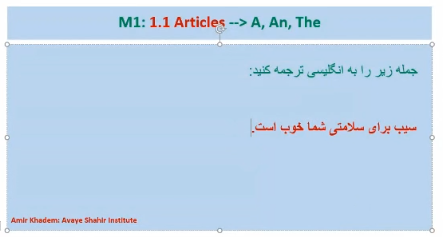 M1: 1.1 Articles --> A, An, The
جمله زیر را به انگلیسی ترجمه کنید:
سیب برای سلامتی شما خوب است.
Amir Khadem: Avaye Shahir Institute